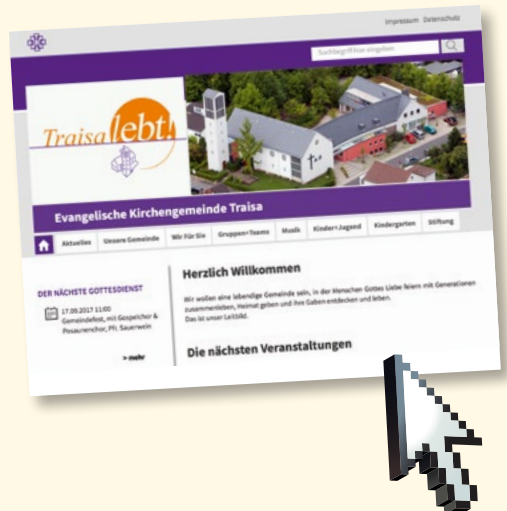 Impressum Datenschutz
Suchbegriff hier eingeben
Traisa lebt!
Evangelische Kirchengemeinde Traisa
Aktuelles Unsere Gemeinde Wir Für Sie Gruppen+Teams Musik Kinder+Jugend Kindergarten Stiftung
DER NÄCHSTE GOTTESDIENST
17.09.2017 11:00
Gemeindefest, mit Gospelchor &
Posaunenchor, Pfr. Sauerwein
> mehr
Herzlich Willkommen
Wir wollen eine lebendige Gemeinde sein, in der Menschen Gottes Liebe feiern mit Generationen
zusammenleben, Heimat geben und ihre Gaben entdecken und leben.
Das ist unser Leitbild.
Die nächsten Veranstaltungen